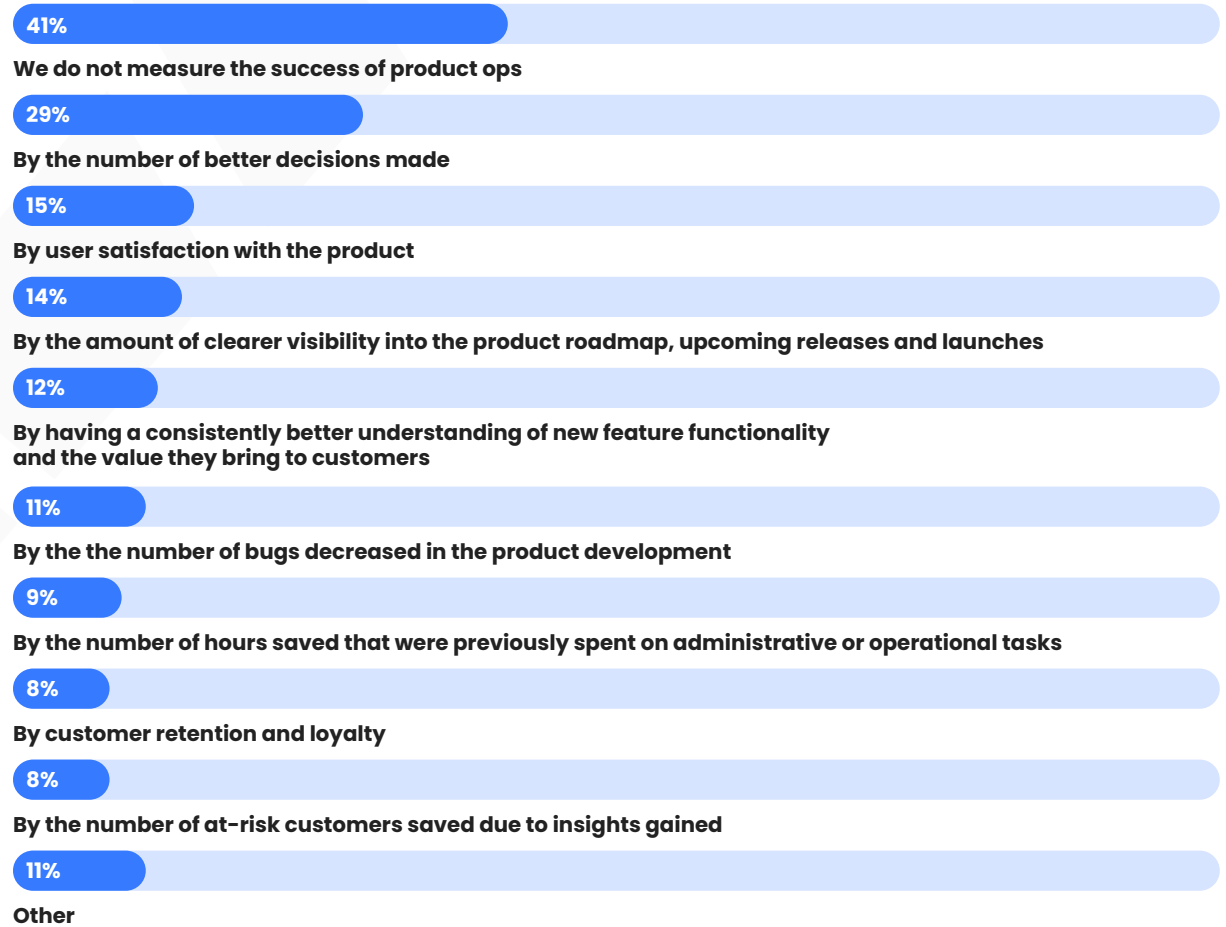 41%
We do not measure the success of product ops
29%
By the number of better decisions made
15%
By user satisfaction with the product
14%
By the amount of clearer visibility into the product roadmap, upcoming releases and launches
12%
By having a consistently better understanding of new feature functionality
and the value they bring to customers
11%
By the the number of bugs decreased in the product development
9%
By the number of hours saved that were previously spent on administrative or operational tasks
8%
By customer retention and loyalty
8%
By the number of at-risk customers saved due to insights gained
11%
Other